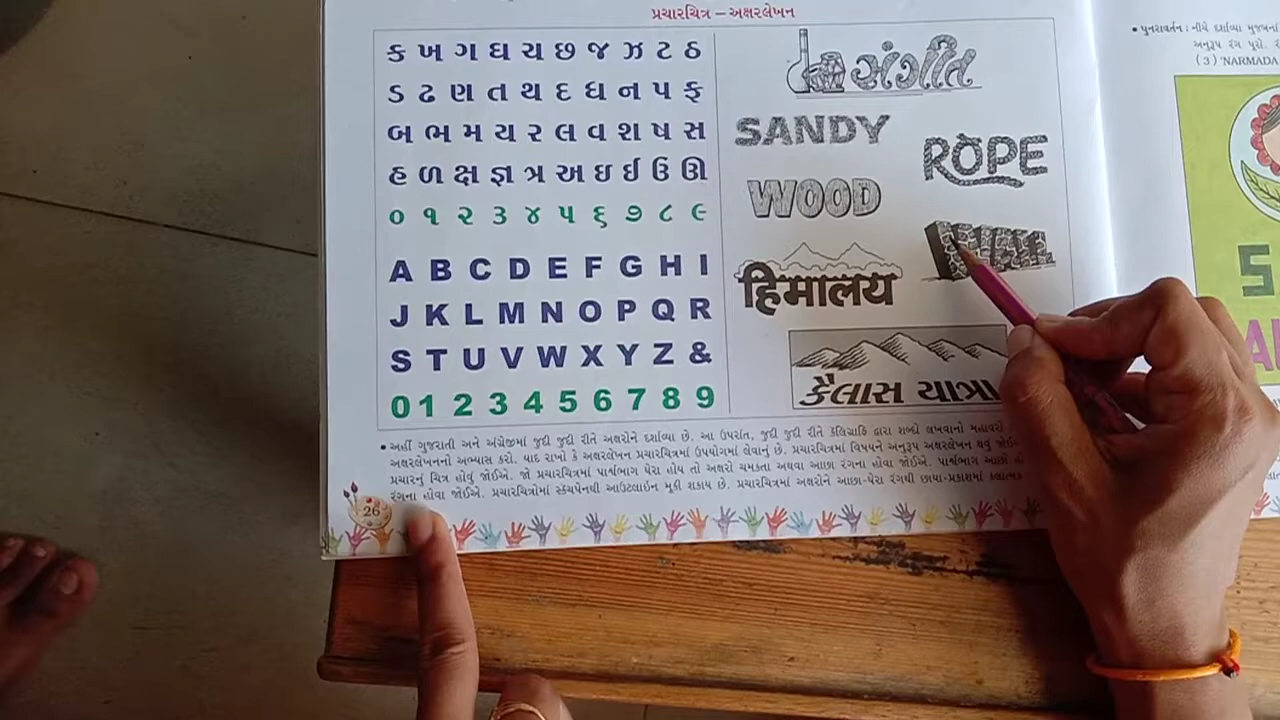 પ્રચારચિત્ર – અક્ષરલેખન
ક ખ ગ ઘ ચ છ જ ઝ ટ ઠ
ડ ઢ ણ ત થ દ ધ ન પ ફ
બ ભ મ ય ર લ વ શ ષ સ
હ ળ ક્ષ જ્ઞ ત્ર અ ઇ ઈ ઉ ઊ
૦ ૧ ૨ ૩ ૪ ૫ ૬ ૭ ૮ ૯
A B C D E F G H I
J K L M N O P Q R
S T U V W X Y Z &
0 1 2 3 4 5 6 7 8 9
સંગીત
SANDY
ROPE
WOOD
हिमालय
કૈલાસ યાત્રા
• અહીં ગુજરાતી અને અંગ્રેજીમાં જુદી જુદી રીતે અક્ષરોને દર્શાવ્યા છે. આ ઉપરાંત, જુદી જુદી રીતે કૅલિગ્રાફિ દ્વારા શબ્દો લખવાનો મહાવરો
અક્ષરલેખનનો અભ્યાસ કરો. યાદ રાખો કે અક્ષરલેખન પ્રચારચિત્રમાં ઉપયોગમાં લેવાનું છે. પ્રચારચિત્રમાં વિષયને અનુરૂપ અક્ષરલેખન થવું
પ્રચારનું ચિત્ર હોવું જોઈએ. જો પ્રચારચિત્રમાં પાર્શ્વભાગ ઘેરા હોય તો અક્ષરો ચમકતા અથવા આછા રંગના હોવા જોઈએ. પાર્શ્વભાગ આછો
રંગના હોવા જોઈએ. પ્રચારચિત્રોમાં સ્કૅચપેનથી આઉટલાઇન મૂકી શકાય છે. પ્રચારચિત્રમાં અક્ષરોને આછા-ઘેરા રંગથી છાયા-પ્રકાશમાં કલાત્મક
26
• પુનરાવર્તન : નીચે દર્શાવ્યા મુજબનાં
અનુરૂપ રંગ પૂરો.
(3) 'NARMADA
S